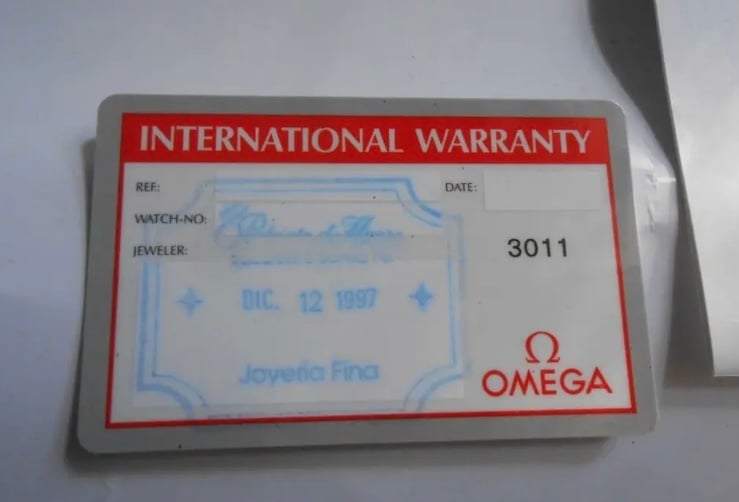 INTERNATIONAL WARRANTY
REF.:
DATE:
WATCH-NO:
JEWELER:
3011
DIC. 12 1997
Joyeria Fina
Ω
OMEGA